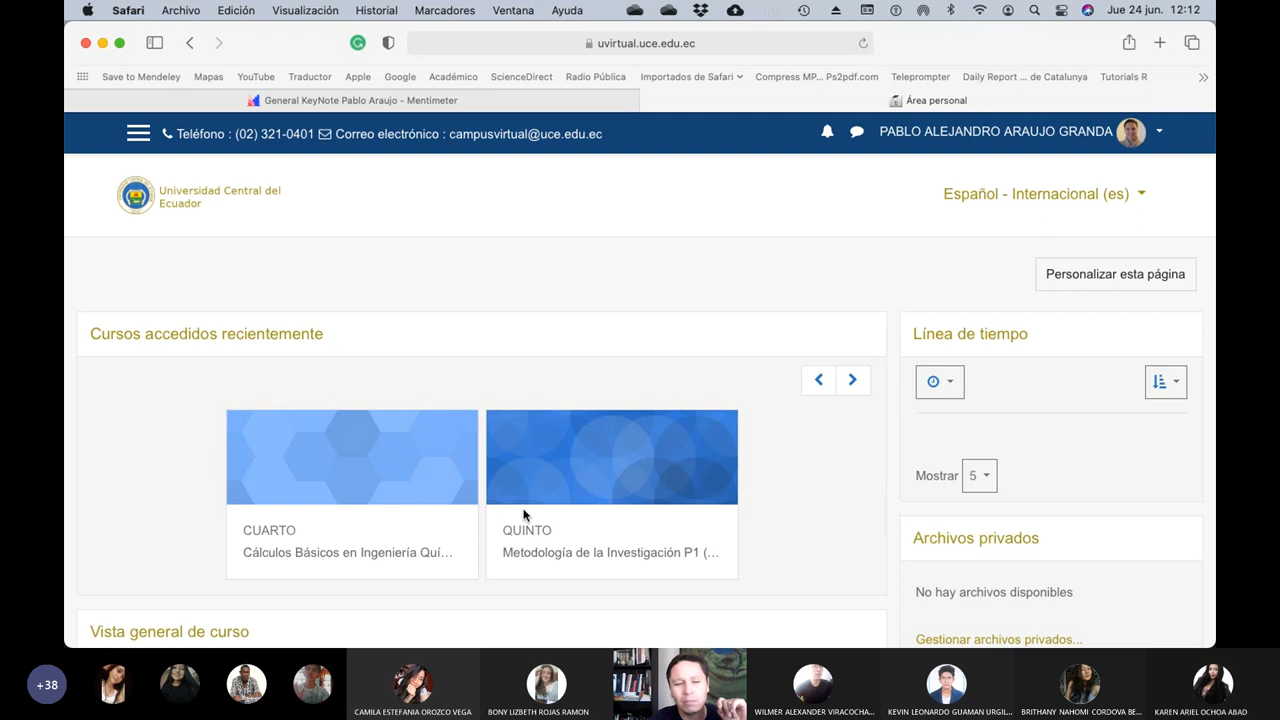 Safari Archivo Edición Visualización Historial Marcadores Ventana Ayuda Jue 24 jun. 12:12
uvirtual.uce.edu.ec
Save to Mendeley Mapas YouTube Traductor Apple Google Académico ScienceDirect Radio Pública Importados de Safari Compress MP... Ps2pdf.com Teleprompter Daily Report ... de Catalunya Tutorials R
General KeyNote Pablo Araujo - Mentimeter Área personal
Teléfono : (02) 321-0401 Correo electrónico : campusvirtual@uce.edu.ec PABLO ALEJANDRO ARAUJO GRANDA
Universidad Central del
Ecuador
Español - Internacional (es)
Personalizar esta página
Cursos accedidos recientemente
Línea de tiempo
Mostrar 5
CUARTO
Cálculos Básicos en Ingeniería Quí...
QUINTO
Metodología de la Investigación P1 (...
Archivos privados
No hay archivos disponibles
Gestionar archivos privados...
Vista general de curso
+38
CAMILA ESTEFANIA OROZCO VEGA BONY LIZBETH ROJAS RAMON WILMER ALEXANDER VIRACOCHA... KEVIN LEONARDO GUAMAN URGIL... BRITHANY NAHOMI CORDOVA BE... KAREN ARIEL OCHOA ABAD